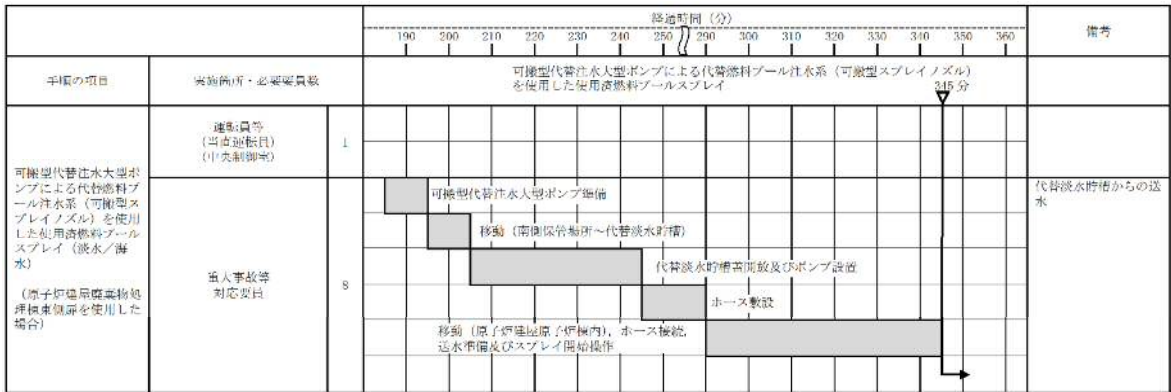 経過時間（分）
備考
190 200 210 220 230 240 250 290 300 310 320 330 340 350 360
手順の項目
実施箇所・必要要員数
可搬型代替注水大型ポンプによる代替燃料プール注水系（可搬型スプレイノズル）
を使用した使用済燃料プールスプレイ
345分
可搬型代替注水大型ポ
ンプによる代替燃料プ
ール注水系（可搬型ス
プレイノズル）を使用
した使用済燃料プール
スプレイ（淡水／海
水）
（原子炉建屋廃棄物処
理棟東側扉を使用した
場合）
運転員等
（当直運転員）
（中央制御室）
1
重大事故等
対応要員
8
可搬型代替注水大型ポンプ準備
移動（南側保管場所～代替淡水貯槽）
代替淡水貯槽蓋開放及びポンプ設置
ホース敷設
移動（原子炉建屋原子炉棟内），ホース接続，
送水準備及びスプレイ開始操作
代替淡水貯槽からの送
水